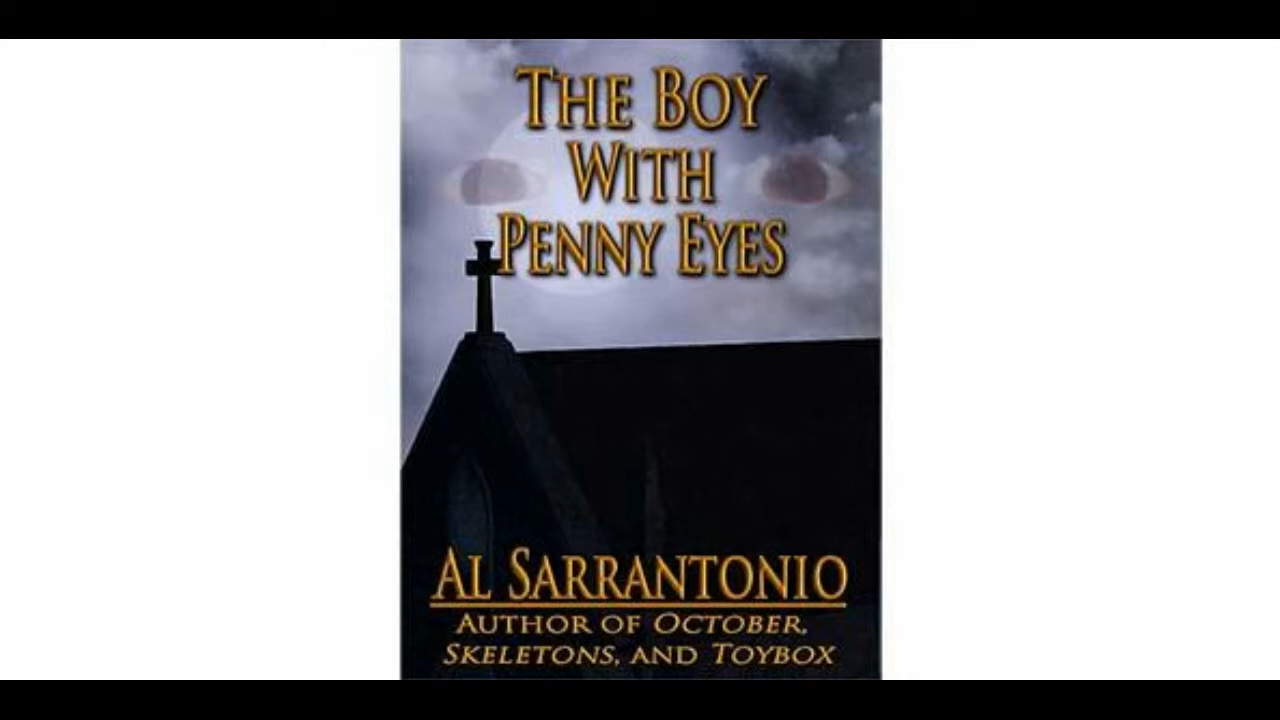 The Boy
With
Penny Eyes
Al Sarrantonio
Author of October,
Skeletons, and Toybox